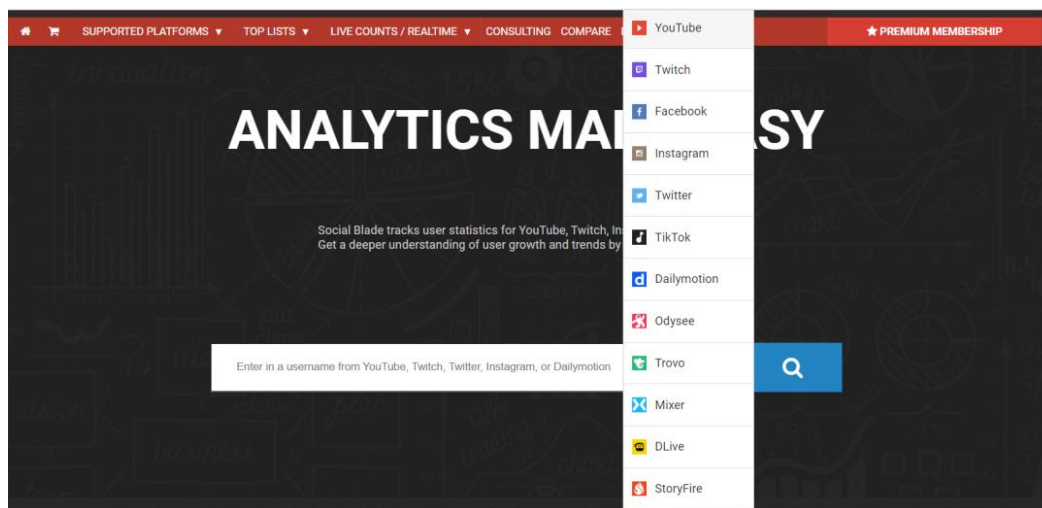 SUPPORTED PLATFORMS ▼ TOP LISTS ▼ LIVE COUNTS / REALTIME ▼ CONSULTING COMPARE
PREMIUM MEMBERSHIP
ANALYTICS MA
SY
Social Blade tracks user statistics for YouTube, Twitch,
Get a deeper understanding of user growth and trends by
Enter in a username from YouTube, Twitch, Twitter, Instagram, or Dailymotion
YouTube
Twitch
Facebook
Instagram
Twitter
TikTok
Dailymotion
Odysee
Trovo
Mixer
DLive
StoryFire